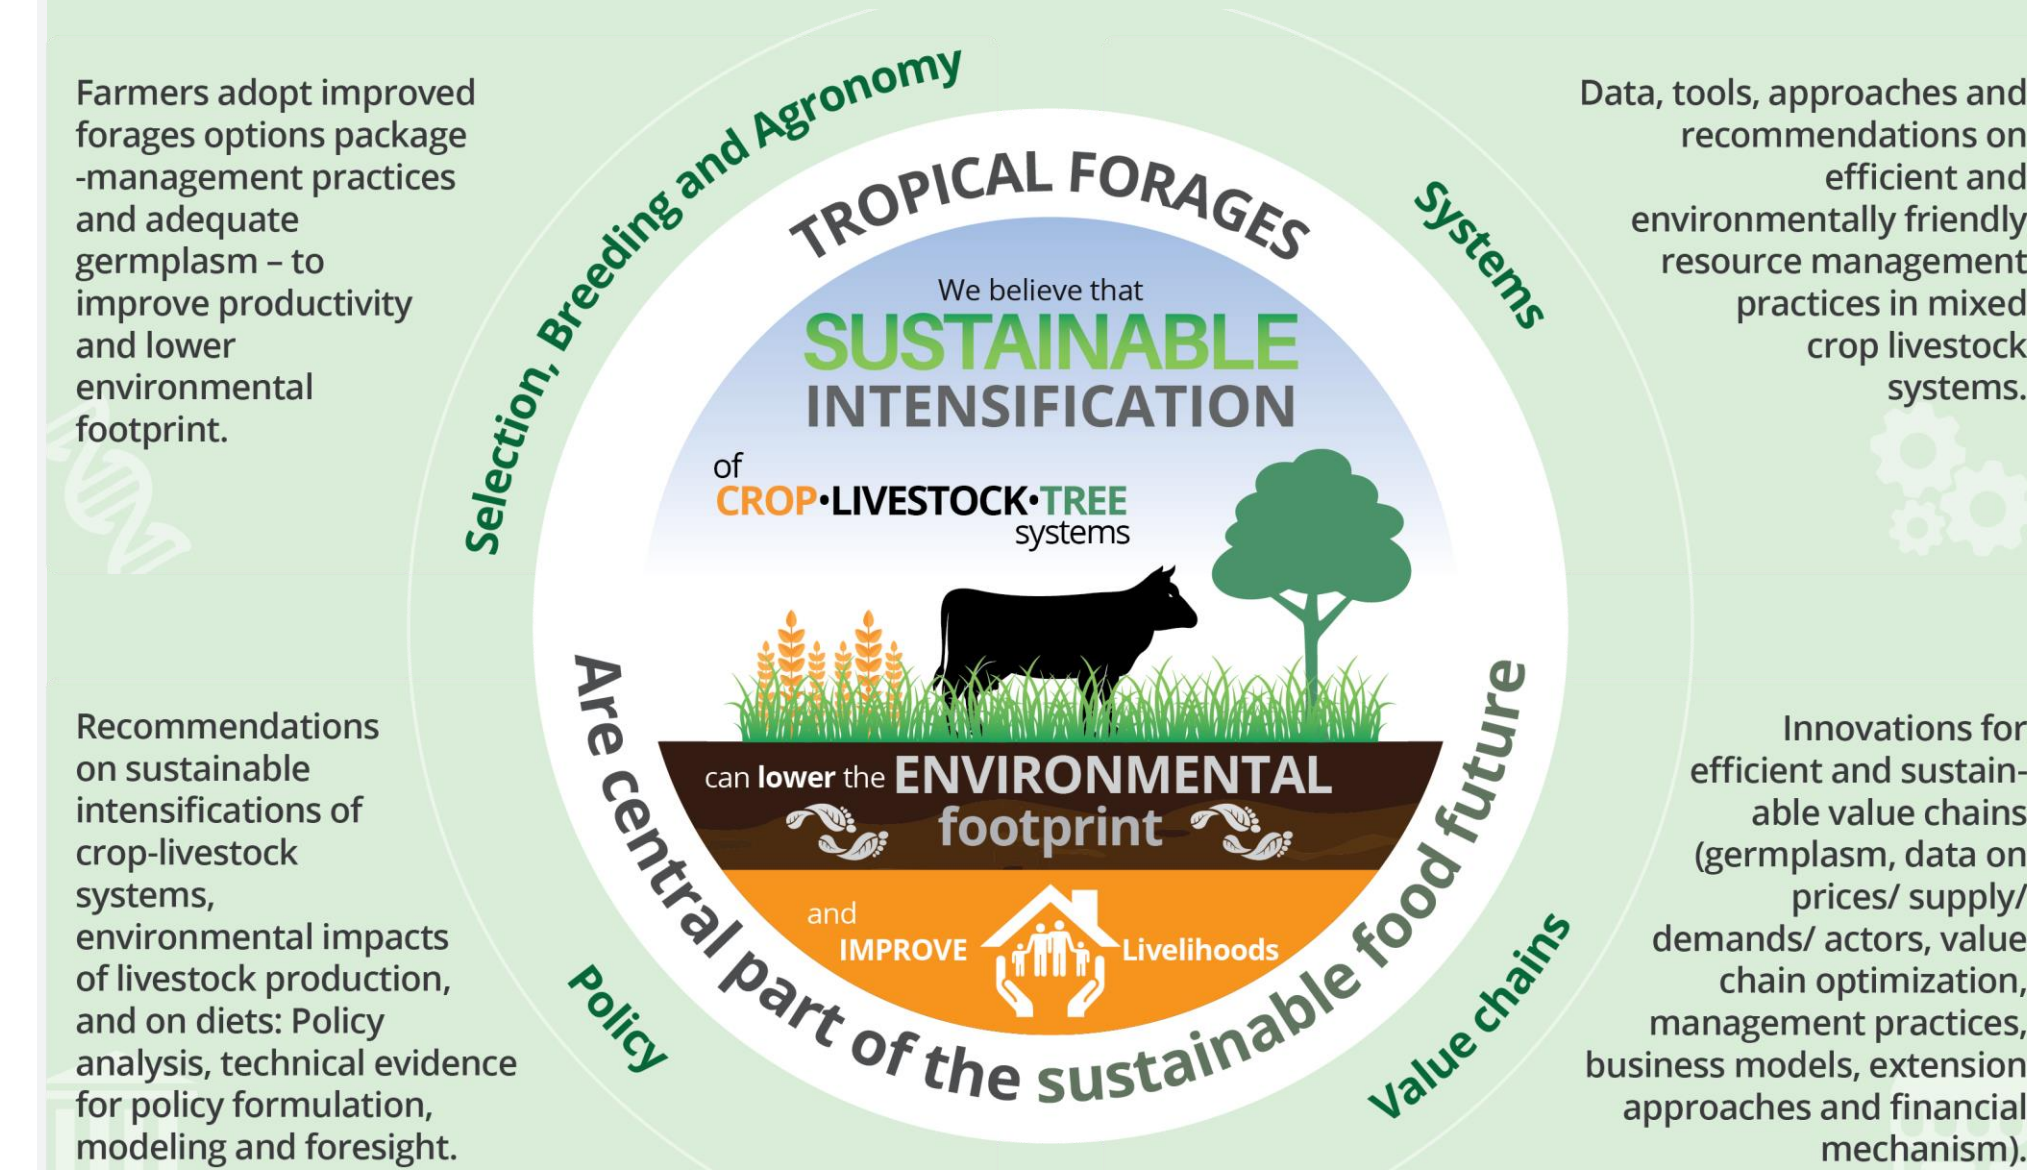 Farmers adopt improved
forages options package
-management practices
and adequate
germplasm – to
improve productivity
and lower
environmental
footprint.
Selection, Breeding and Agronomy
Systems
Data, tools, approaches and
recommendations on
efficient and
environmentally friendly
resource management
practices in mixed
crop livestock
systems.
TROPICAL FORAGES
We believe that
SUSTAINABLE
INTENSIFICATION
of
CROP•LIVESTOCK•TREE
systems
can lower the ENVIRONMENTAL
footprint
and
IMPROVE Livelihoods
Are central part of the sustainable food future
Recommendations
on sustainable
intensifications of
crop-livestock
systems,
environmental impacts
of livestock production,
and on diets: Policy
analysis, technical evidence
for policy formulation,
modeling and foresight.
Policy
Value chains
Innovations for
efficient and sustain-
able value chains
(germplasm, data on
prices/ supply/
demands/ actors, value
chain optimization,
management practices,
business models, extension
approaches and financial
mechanism).